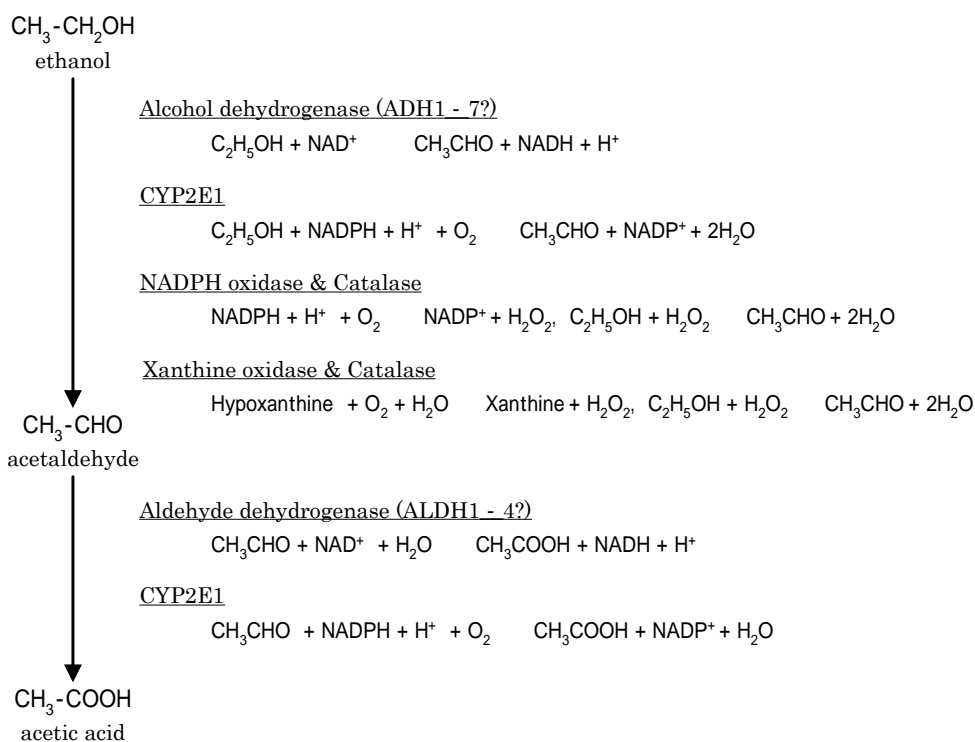 CH₃-CH₂OH
ethanol
Alcohol dehydrogenase (ADH1 - 7?)
C₂H₅OH + NAD⁺ CH₃CHO + NADH + H⁺
CYP2E1
C₂H₅OH + NADPH + H⁺ + O₂ CH₃CHO + NADP⁺ + 2H₂O
NADPH oxidase & Catalase
NADPH + H⁺ + O₂ NADP⁺ + H₂O₂, C₂H₅OH + H₂O₂ CH₃CHO + 2H₂O
Xanthine oxidase & Catalase
Hypoxanthine + O₂ + H₂O Xanthine + H₂O₂, C₂H₅OH + H₂O₂ CH₃CHO + 2H₂O
CH₃-CHO
acetaldehyde
Aldehyde dehydrogenase (ALDH1 - 4?)
CH₃CHO + NAD⁺ + H₂O CH₃COOH + NADH + H⁺
CYP2E1
CH₃CHO + NADPH + H⁺ + O₂ CH₃COOH + NADP⁺ + H₂O
CH₃-COOH
acetic acid